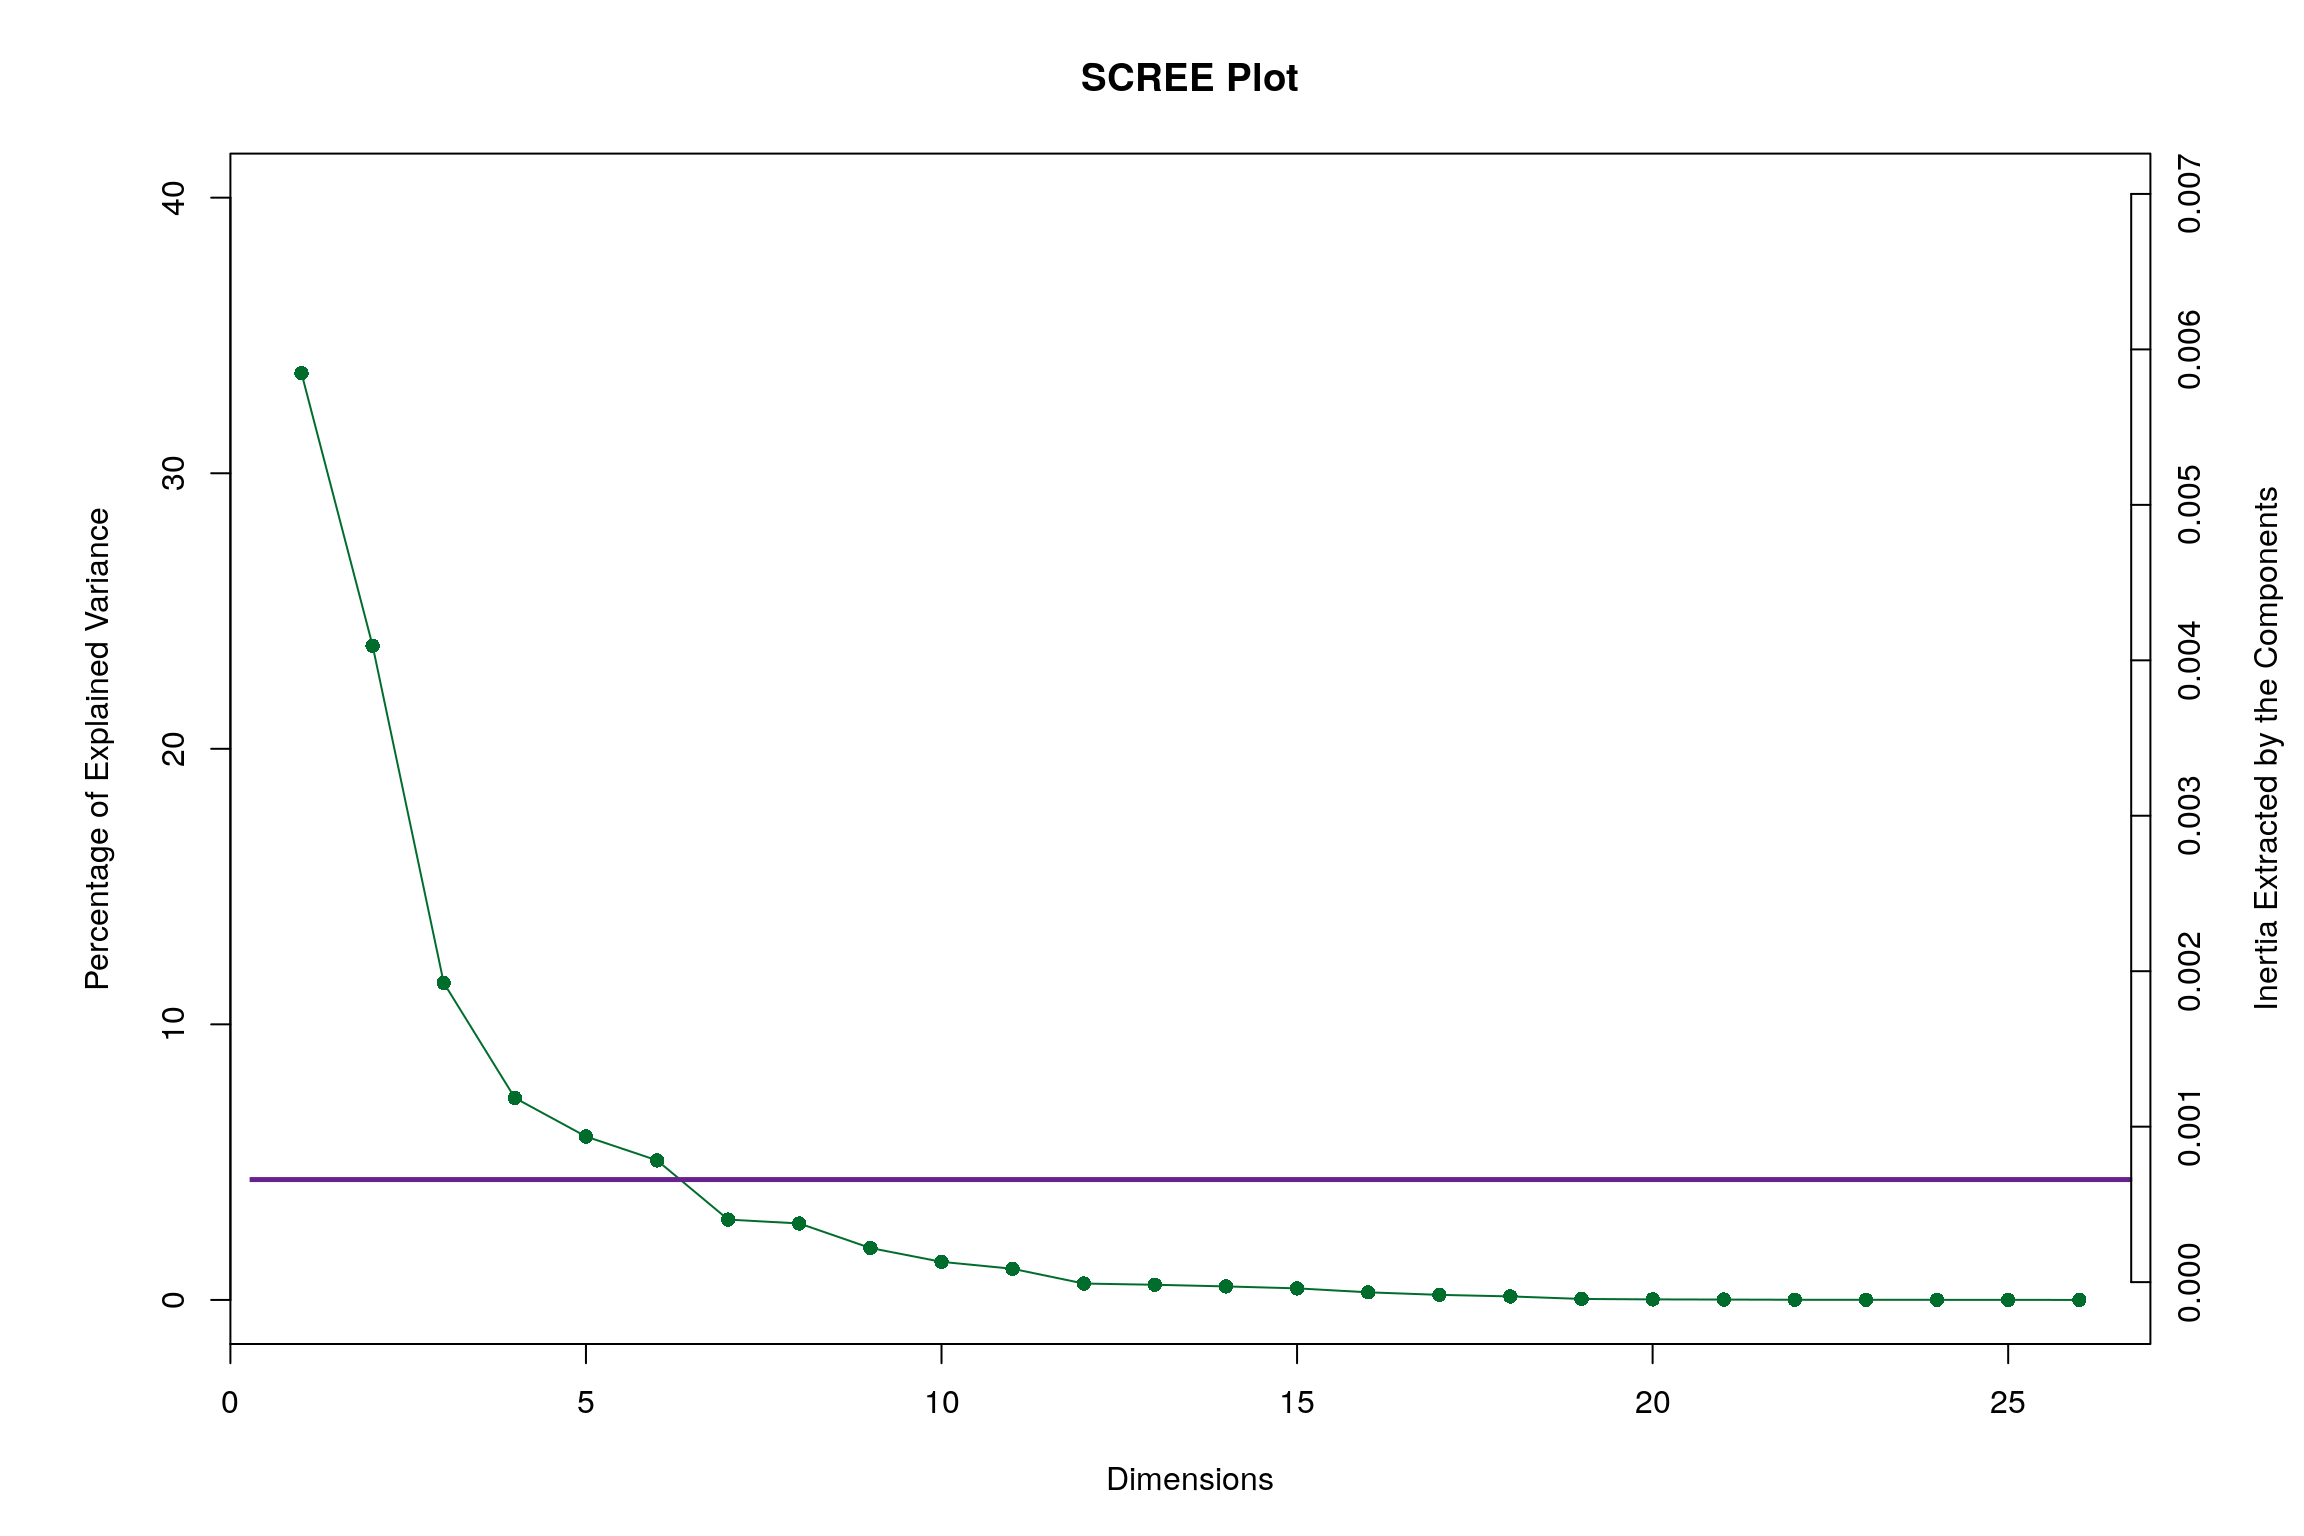 SCREE Plot
Percentage of Explained Variance
40
30
20
10
0
0.007
0.006
0.005
0.004
0.003
0.002
0.001
0.000
Inertia Extracted by the Components
0 5 10 15 20 25
Dimensions